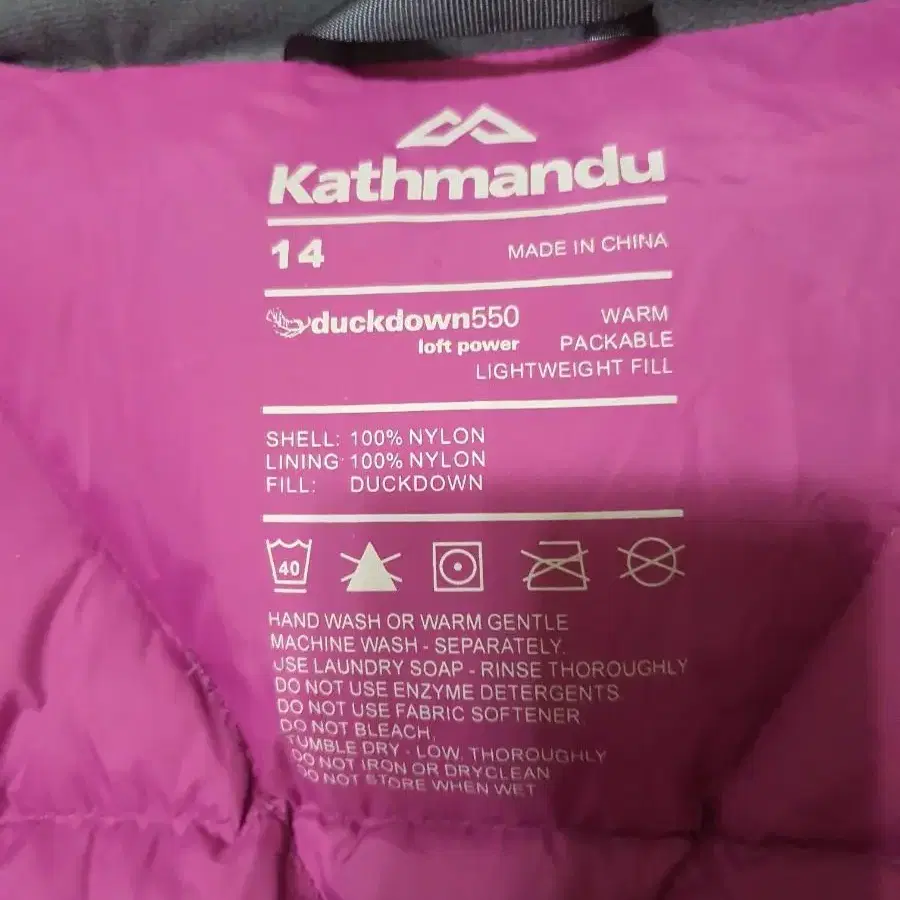 Kathmandu
14 MADE IN CHINA
duckdown550 WARM
loft power PACKABLE
LIGHTWEIGHT FILL
SHELL: 100% NYLON
LINING: 100% NYLON
FILL: DUCKDOWN
40
HAND WASH OR WARM GENTLE
MACHINE WASH - SEPARATELY.
USE LAUNDRY SOAP - RINSE THOROUGHLY
DO NOT USE ENZYME DETERGENTS
DO NOT USE FABRIC SOFTENER
DO NOT BLEACH,
TUMBLE DRY - LOW, THOROUGHLY
DO NOT IRON OR DRYCLEAN
DO NOT STORE WHEN WET